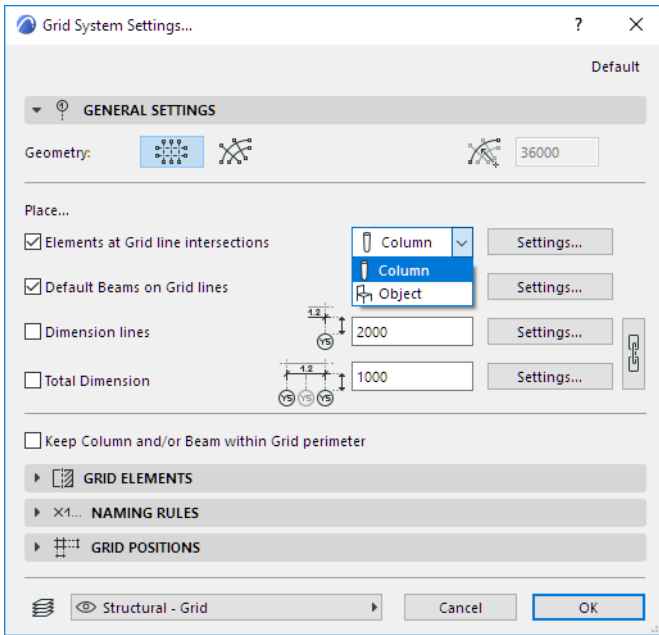 Grid System Settings... ?
Default
GENERAL SETTINGS
Geometry: 36000
Place...
Elements at Grid line intersections Column Settings...
Column
Default Beams on Grid lines Settings...
Object
1.2
Dimension lines 2000 Settings...
Y5
1.2
Total Dimension 1000 Settings...
Y5 Y5 Y5
Keep Column and/or Beam within Grid perimeter
GRID ELEMENTS
X1... NAMING RULES
GRID POSITIONS
Structural - Grid Cancel OK